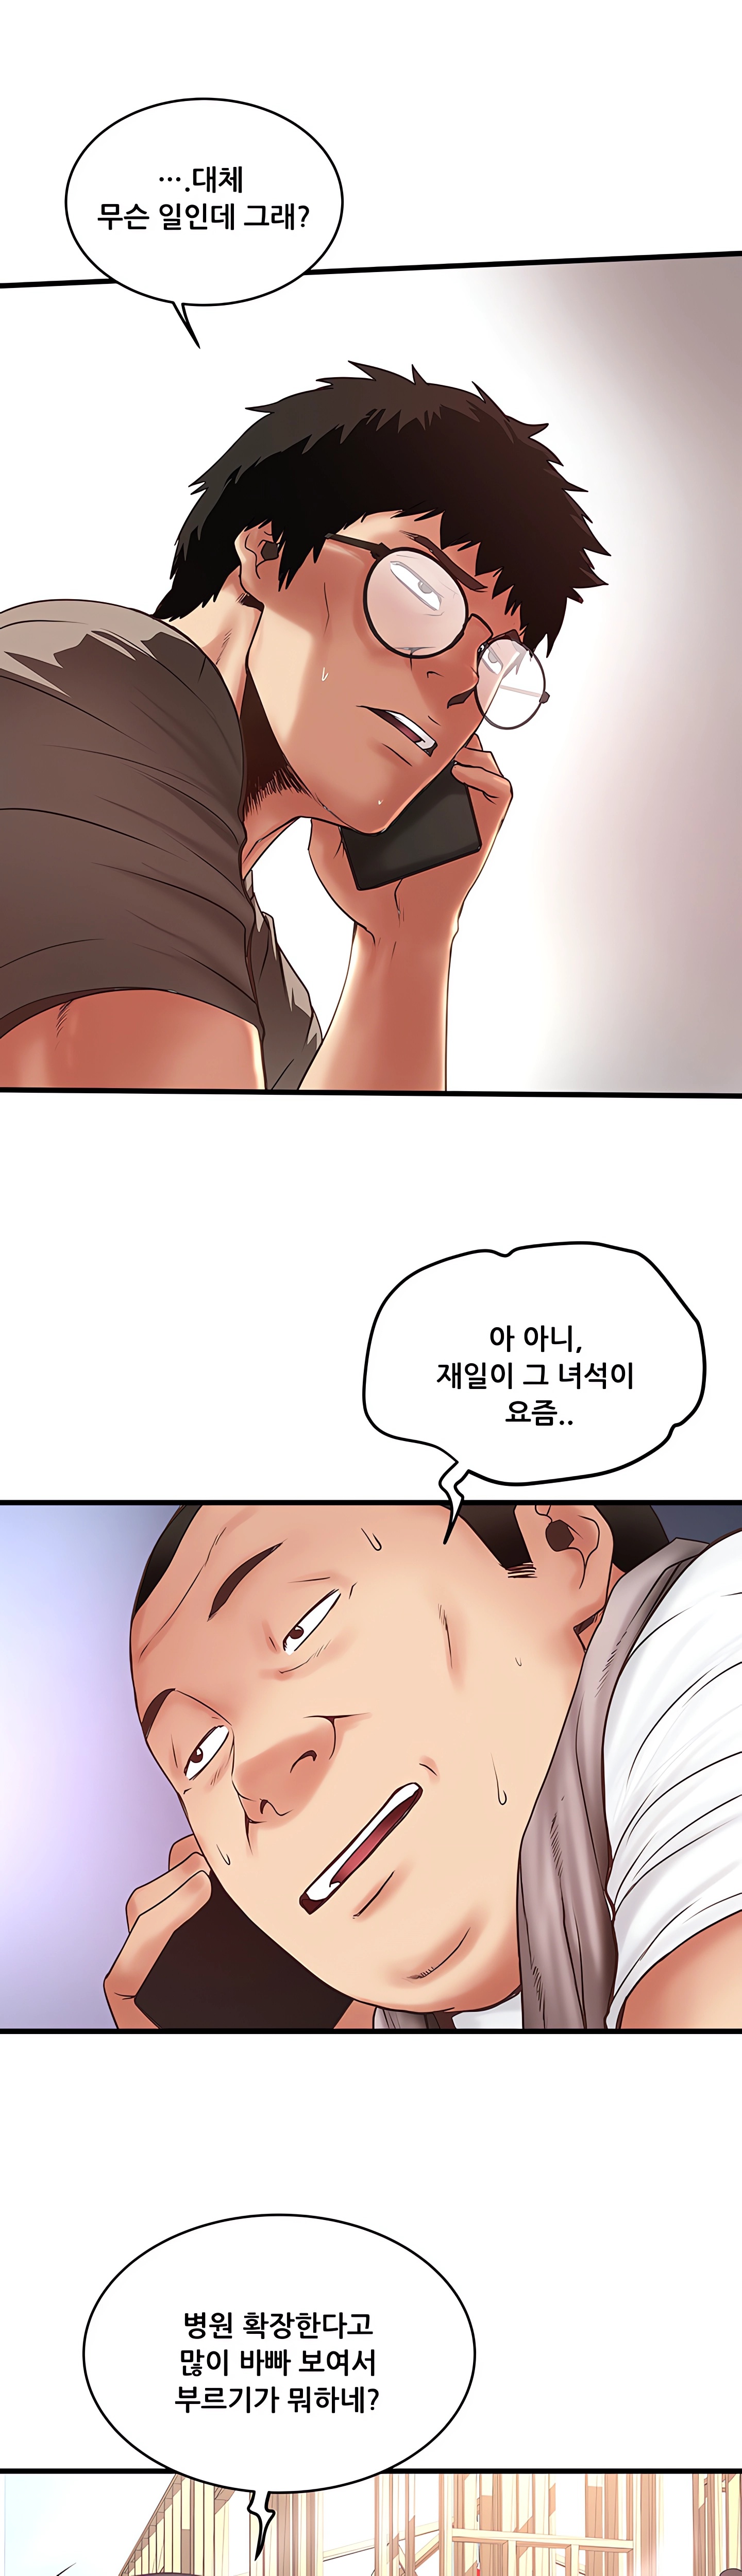 ….대체
무슨 일인데 그래?
아 아니,
재일이 그 녀석이
요즘..
병원 확장한다고
많이 바빠 보여서
부르기가 뭐하네?